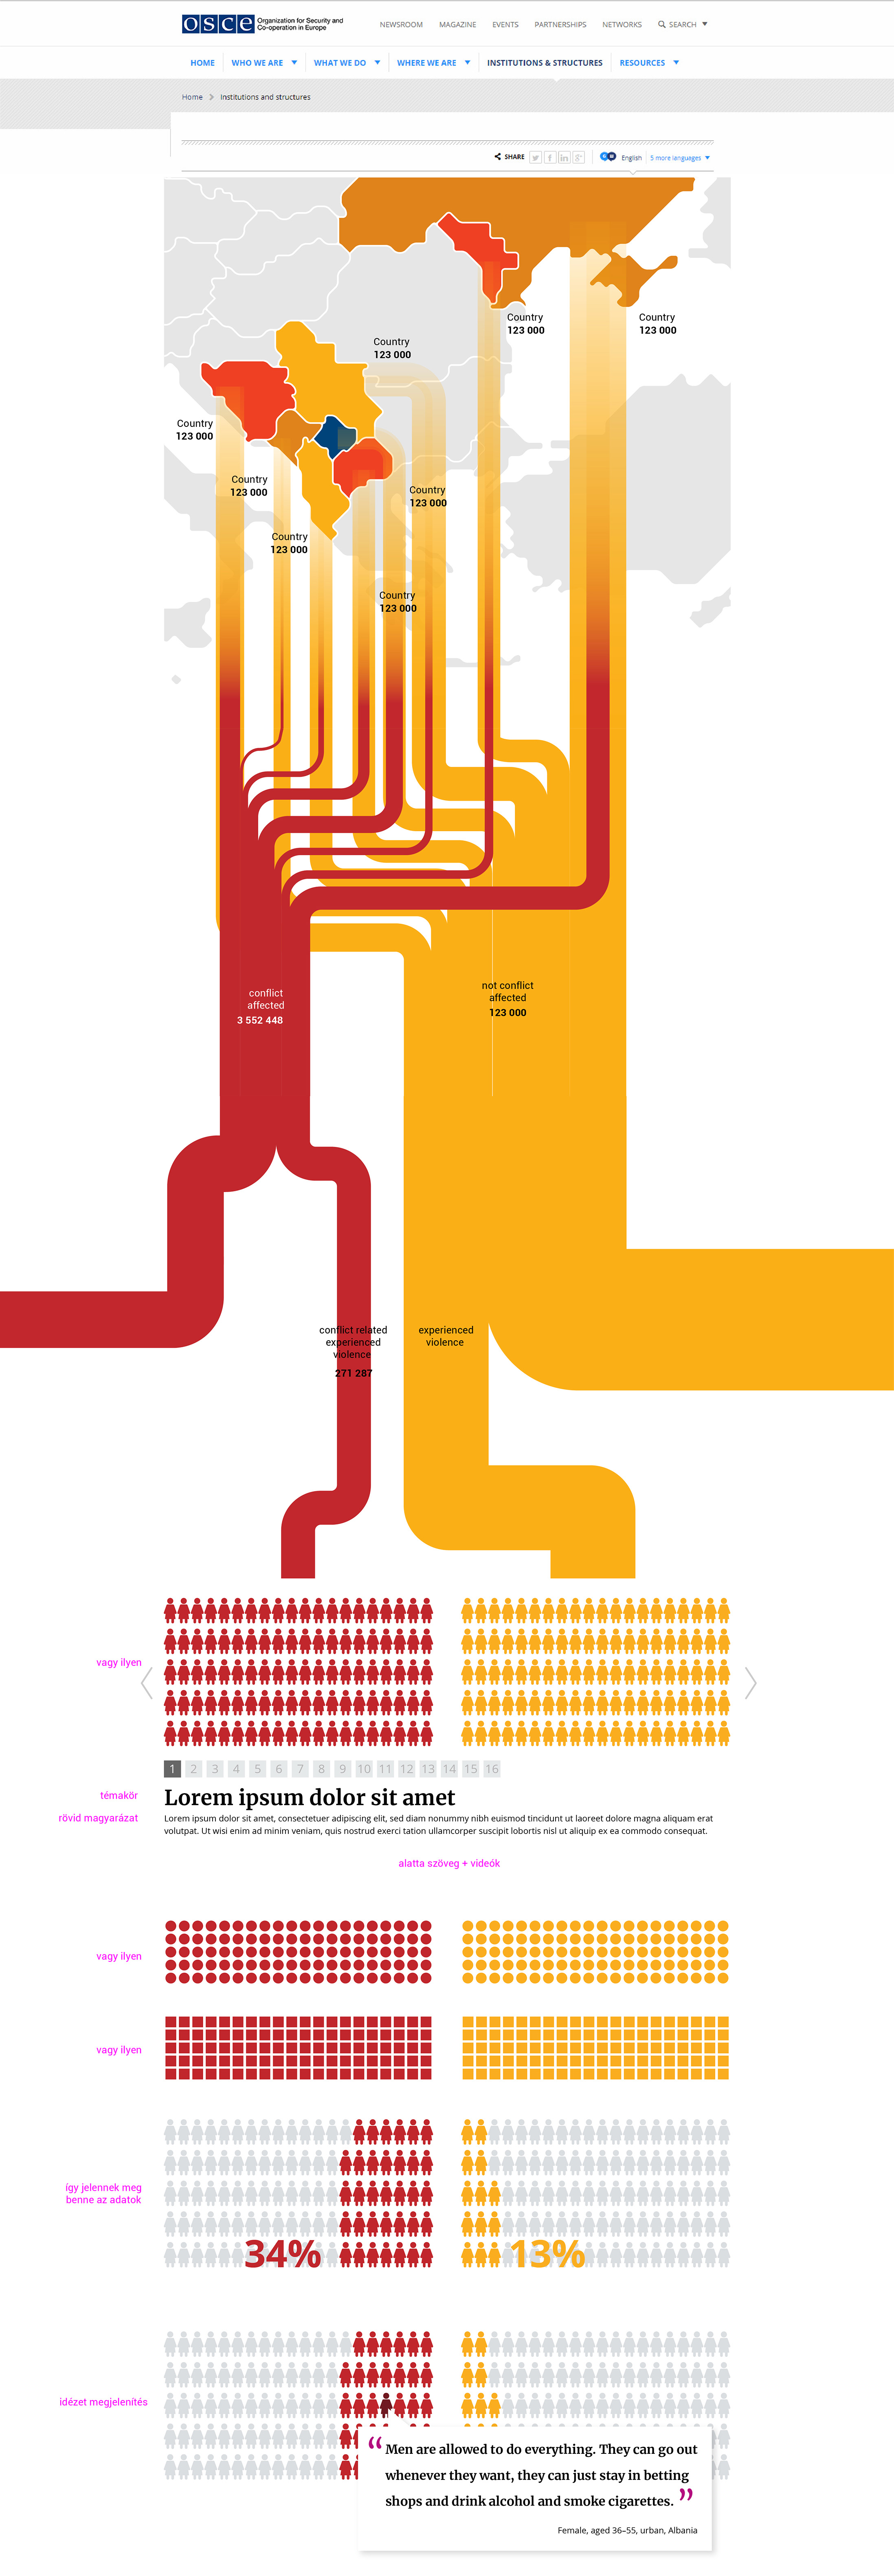 OSCE Organization for Security and
Co-operation in Europe
NEWSROOM MAGAZINE EVENTS PARTNERSHIPS NETWORKS SEARCH
HOME WHO WE ARE WHAT WE DO WHERE WE ARE INSTITUTIONS & STRUCTURES RESOURCES
Home Institutions and structures
SHARE English 5 more languages
Country
123 000
Country
123 000
Country
123 000
Country
123 000
Country
123 000
Country
123 000
Country
123 000
Country
123 000
conflict
affected
3 552 448
not conflict
affected
123 000
conflict related
experienced
violence
271 287
experienced
violence
vagy ilyen
1 2 3 4 5 6 7 8 9 10 11 12 13 14 15 16
témakör
Lorem ipsum dolor sit amet
rövid magyarázat
Lorem ipsum dolor sit amet, consectetuer adipiscing elit, sed diam nonummy nibh euismod tincidunt ut laoreet dolore magna aliquam erat
volutpat. Ut wisi enim ad minim veniam, quis nostrud exerci tation ullamcorper suscipit lobortis nisl ut aliquip ex ea commodo consequat.
alatta szöveg + videók
vagy ilyen
vagy ilyen
így jelennek meg
benne az adatok
34%
13%
idézet megjelenítés
“ Men are allowed to do everything. They can go out
whenever they want, they can just stay in betting
shops and drink alcohol and smoke cigarettes. ”
Female, aged 36–55, urban, Albania